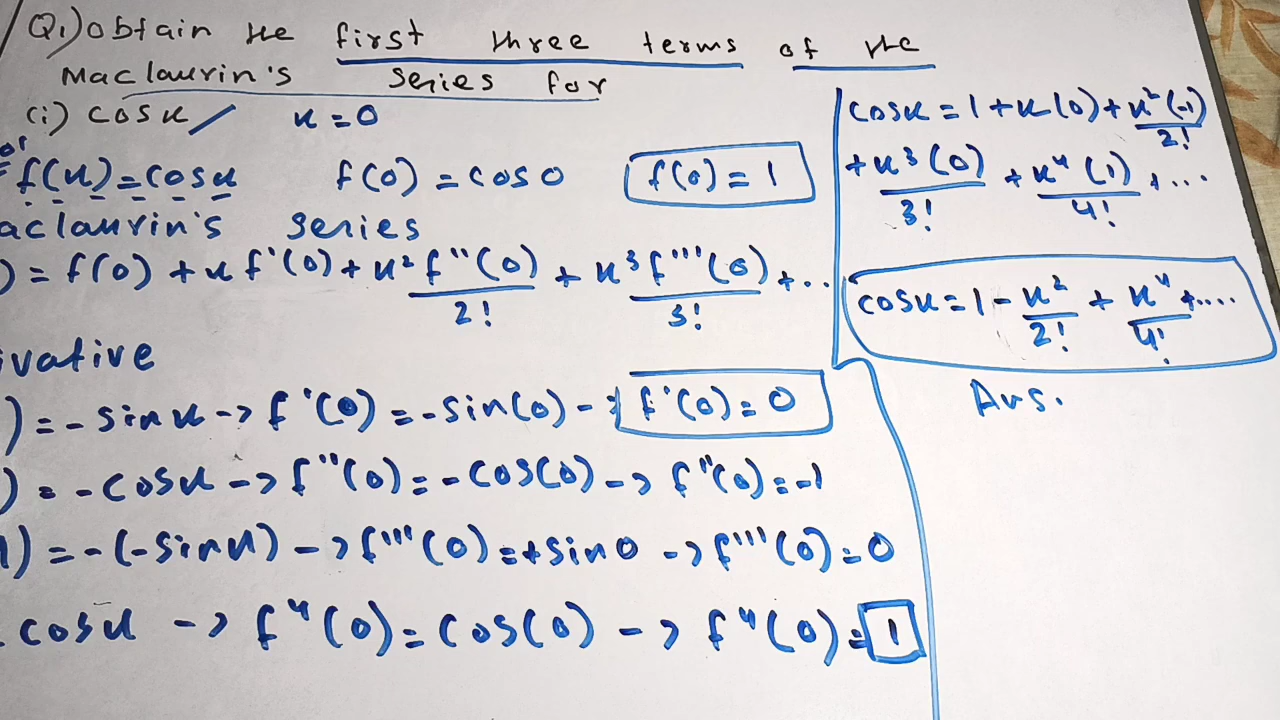 Q1) obtain the first three terms of the
Maclaurin's series for
(i) cosx x=0
f(x)=cosx f(0)=cos0 f(0)=1
aclaurin's series
)=f(0)+xf'(0)+x²f''(0)/2!+x³f'''(0)/3!+..
ivative
)=-sinx->f'(0)=-sin(0)-f'(0)=0
)=-cosx->f''(0)=-cos(0)->f''(0)=-1
)=-(-sinx)->f'''(0)=+sin0->f'''(0)=0
cosx->f⁴(0)=cos(0)->f⁴(0)=1
cosx=1+x(0)+x²(-1)/2!
+x³(0)/3!+x⁴(1)/4!+...
cosx=1-x²/2!+x⁴/4!+....
Ans.